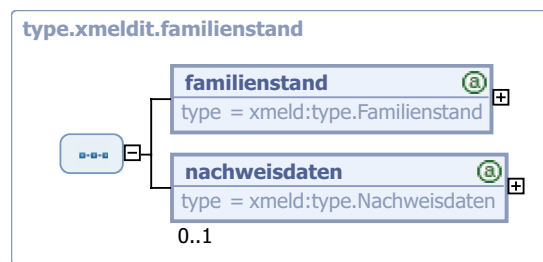 type.xmeldit.familienstand
familienstand @
type = xmeld:type.Familienstand
nachweisdaten @
type = xmeld:type.Nachweisdaten
0..1